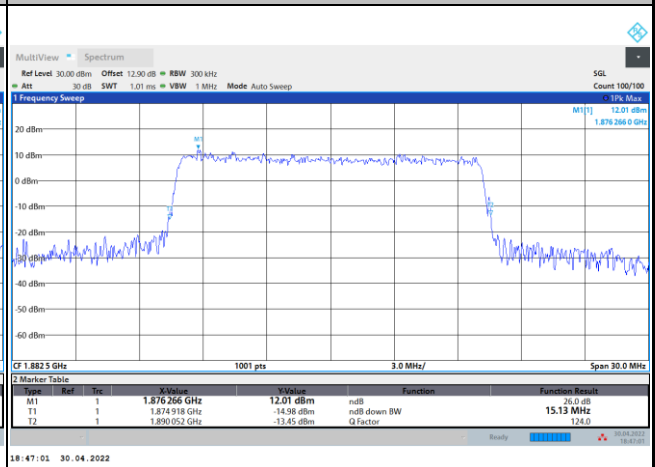 MultiView Spectrum
Ref Level 30.00 dBm Offset 12.90 dB RBW 300 kHz SGL
Att 30 dB SWT 1.01 ms VBW 1 MHz Mode Auto Sweep Count 100/100
1 Frequency Sweep 1Pk Max
M1[1] 12.01 dBm
1.876 266 0 GHz
M1
20 dBm
10 dBm
0 dBm
-10 dBm
-20 dBm
-30 dBm
-40 dBm
-50 dBm
-60 dBm
CF 1.882 5 GHz 1001 pts 3.0 MHz/ Span 30.0 MHz
2 Marker Table
Type Ref Trc X-Value Y-Value Function Function Result
M1 1 1.876 266 GHz 12.01 dBm ndB 26.0 dB
T1 1 1.874 918 GHz -14.98 dBm ndB down BW 15.13 MHz
T2 1 1.890 052 GHz -13.45 dBm Q Factor 124.0
Ready 30.04.2022
18:47:01
18:47:01 30.04.2022